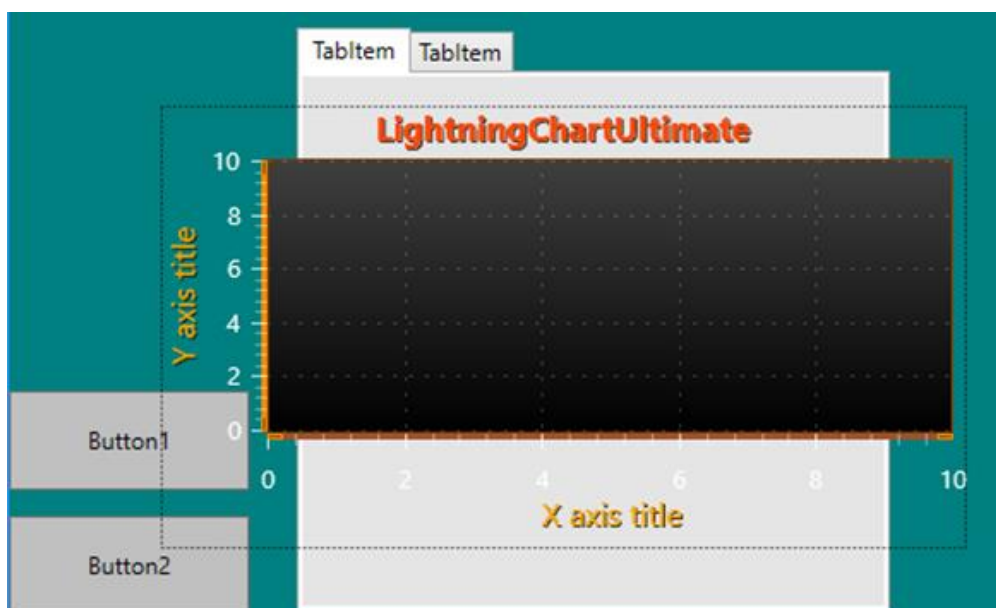 TabItem TabItem
LightningChartUltimate
10
8
6
4
2
0
Y axis title
Button1
0 2 4 6 8 10
X axis title
Button2